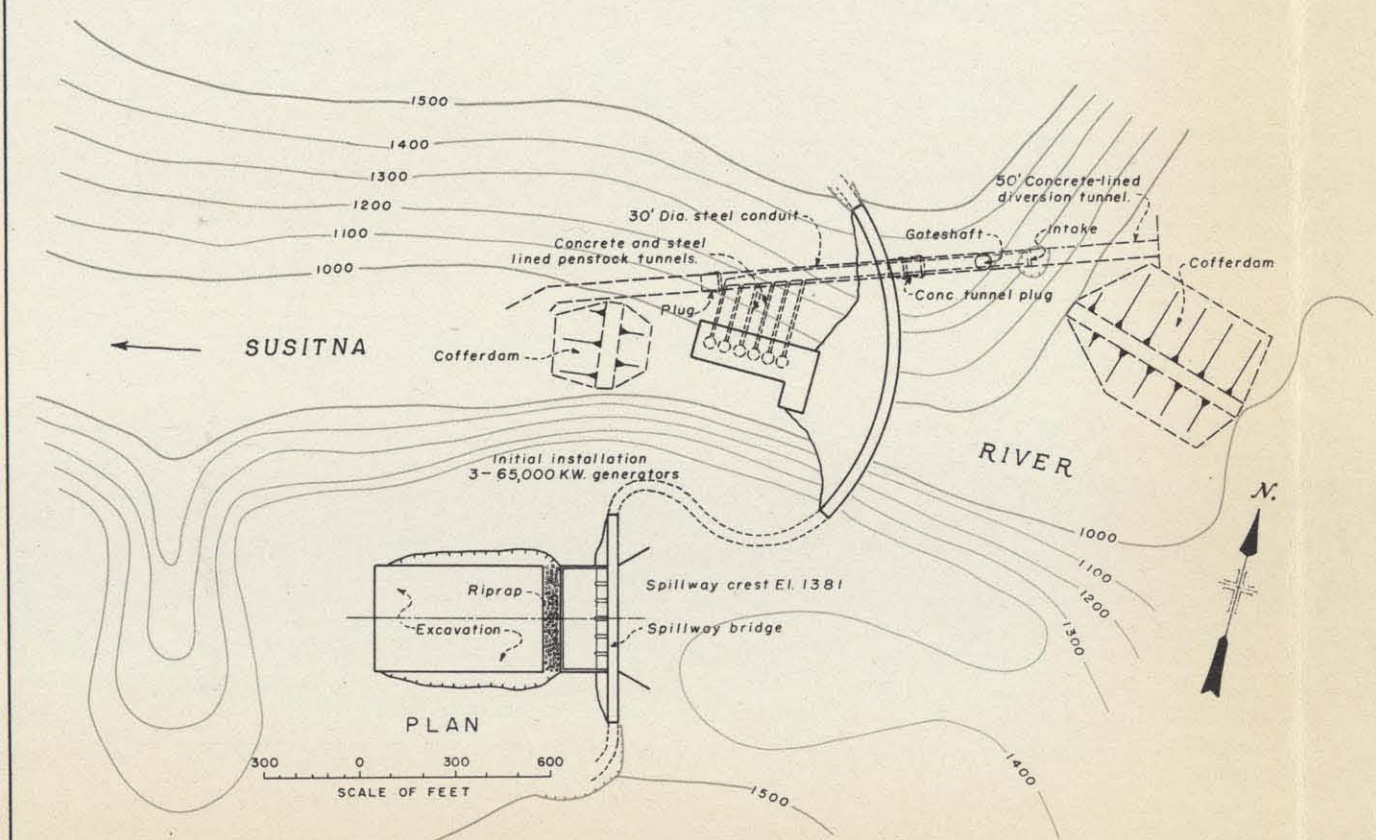 1500
1400
1300
1200
1100
1000
50' Concrete-lined
diversion tunnel.
30' Dia. steel conduit
Gateshaft
Intake
Concrete and steel
lined penstock tunnels.
Cofferdam
Conc. tunnel plug
Plug
SUSITNA
Cofferdam
RIVER
N.
Initial installation
3-65,000 KW. generators
1000
1100
1200
1300
Spillway crest El. 1381
Riprap
Excavation
Spillway bridge
PLAN
300 0 300 600
SCALE OF FEET
1400
1500